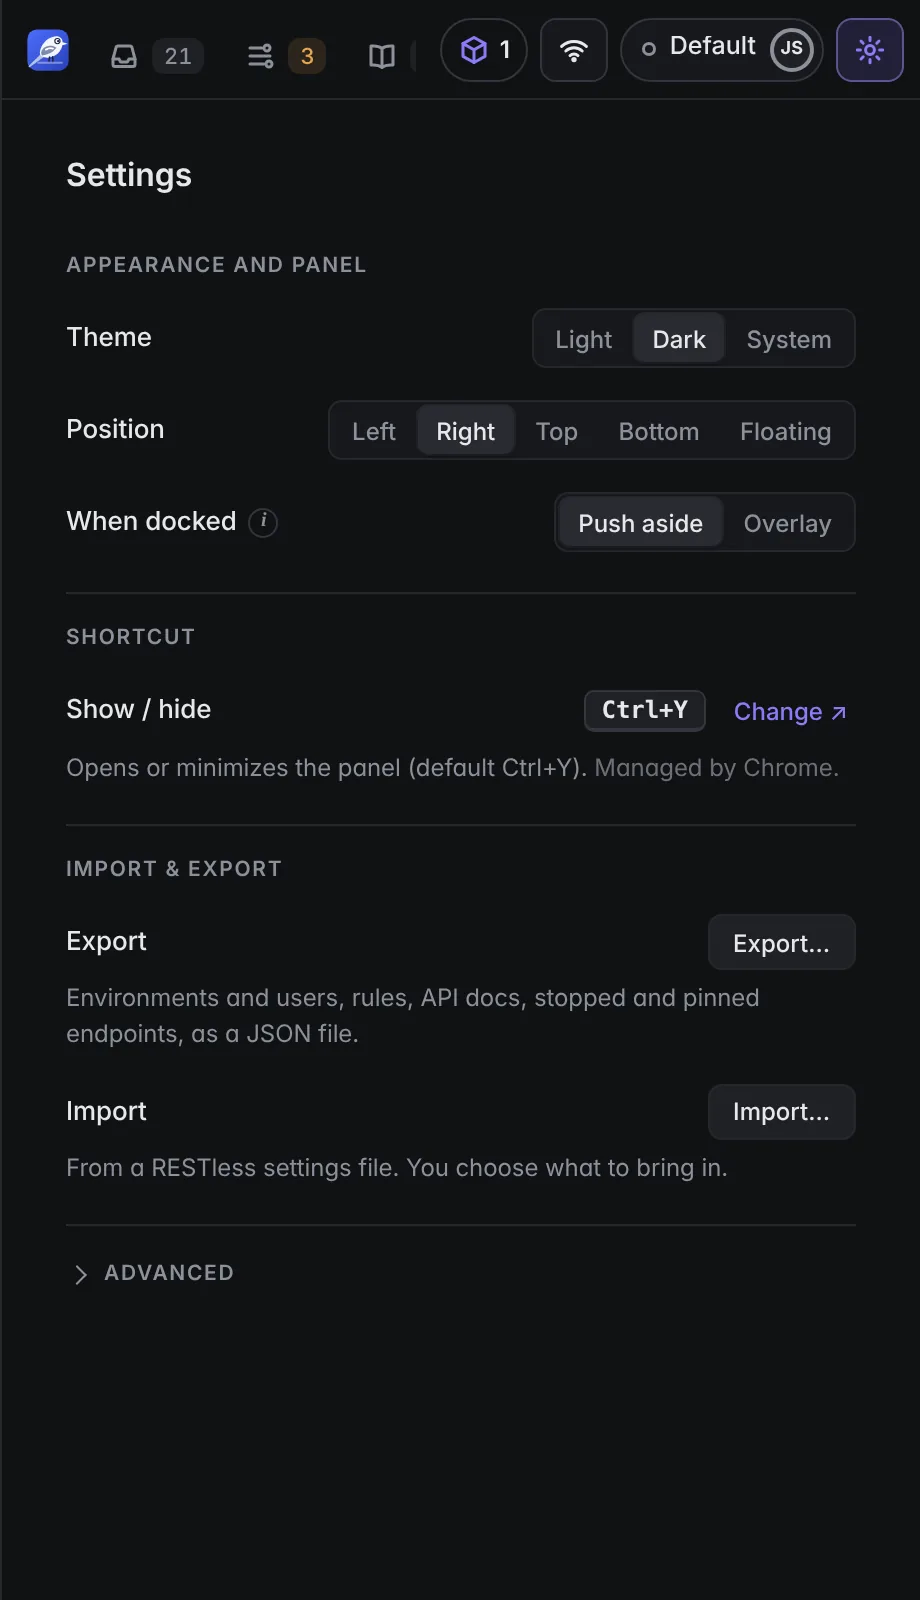 21
3
1
Default
JS
Settings
APPEARANCE AND PANEL
Theme
Light Dark System
Position
Left Right Top Bottom Floating
When docked i
Push aside Overlay
SHORTCUT
Show / hide
Ctrl+Y
Change ↗
Opens or minimizes the panel (default Ctrl+Y). Managed by Chrome.
IMPORT & EXPORT
Export
Export...
Environments and users, rules, API docs, stopped and pinned
endpoints, as a JSON file.
Import
Import...
From a RESTless settings file. You choose what to bring in.
ADVANCED